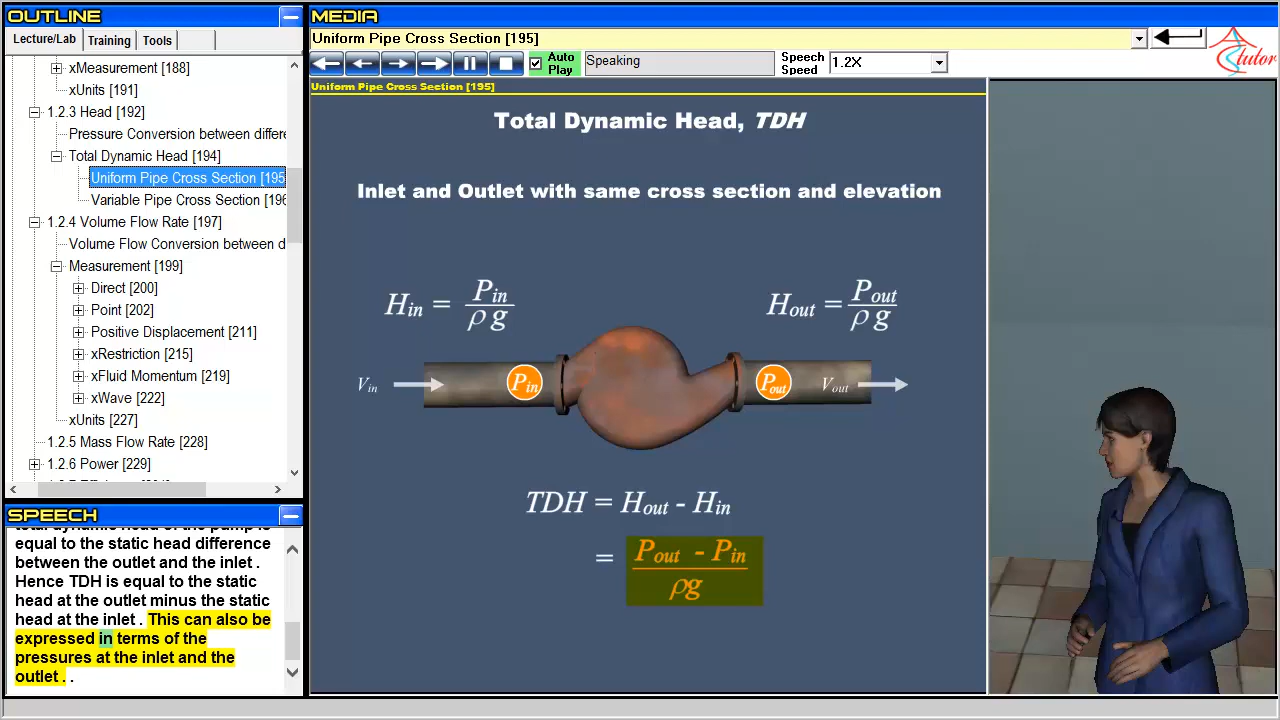 OUTLINE
Lecture/Lab Training Tools
xMeasurement [188]
xUnits [191]
1.2.3 Head [192]
Pressure Conversion between differe
Total Dynamic Head [194]
Uniform Pipe Cross Section [195
Variable Pipe Cross Section [196
1.2.4 Volume Flow Rate [197]
Volume Flow Conversion between d
Measurement [199]
Direct [200]
Point [202]
Positive Displacement [211]
xRestriction [215]
xFluid Momentum [219]
xWave [222]
xUnits [227]
1.2.5 Mass Flow Rate [228]
1.2.6 Power [229]
SPEECH
total dynamic head of the pump is
equal to the static head difference
between the outlet and the inlet .
Hence TDH is equal to the static
head at the outlet minus the static
head at the inlet . This can also be
expressed in terms of the
pressures at the inlet and the
outlet . .
MEDIA
Uniform Pipe Cross Section [195]
Auto
Play
Speaking
Speech
Speed
1.2X
tutor
Uniform Pipe Cross Section [195]
Total Dynamic Head, TDH
Inlet and Outlet with same cross section and elevation
Hin = Pin / ρ g
Hout = Pout / ρ g
Vin
Pin
Pout
Vout
TDH = Hout - Hin
= Pout - Pin / ρg